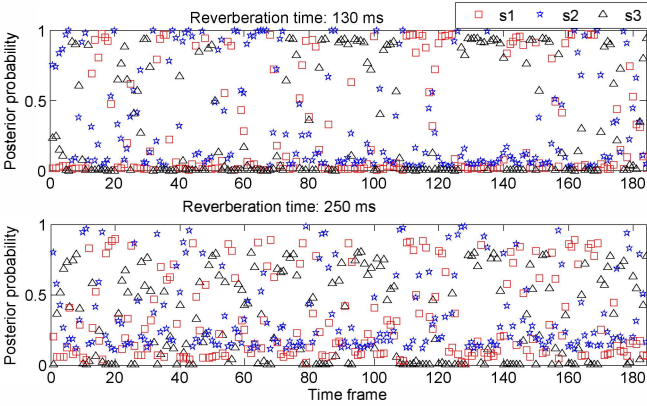 Reverberation time: 130 ms
s1 s2 s3
Posterior probability
1
0.5
0
0 20 40 60 80 100 120 140 160 180
Reverberation time: 250 ms
Posterior probability
1
0.5
0
0 20 40 60 80 100 120 140 160 180
Time frame